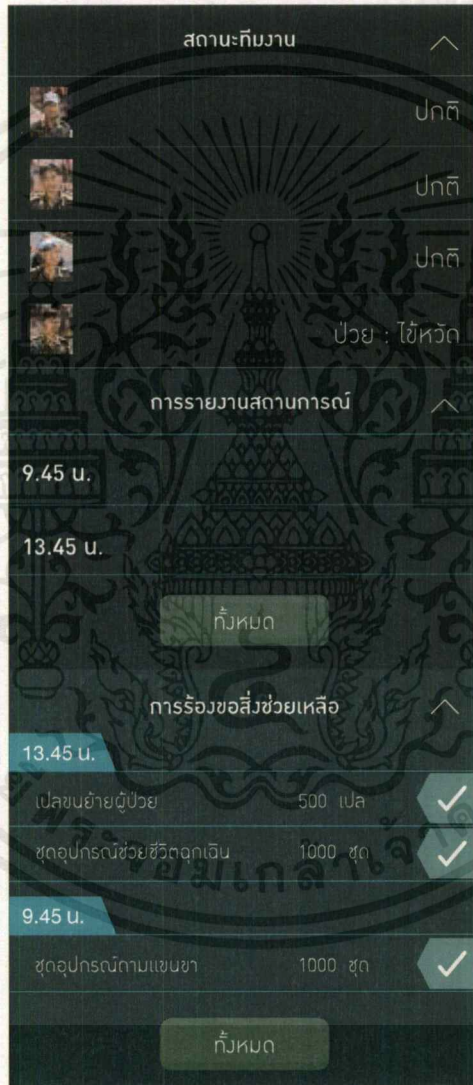 สถานะทีมงาน
ปกติ
ปกติ
ปกติ
ป่วย : ไข้หวัด
การรายงานสถานการณ์
9.45 น.
13.45 น.
ทั้งหมด
การร้องขอสิ่งช่วยเหลือ
13.45 น.
เปลขนย้ายผู้ป่วย 500 เปล
ชุดอุปกรณ์ช่วยชีวิตฉุกเฉิน 1000 ชุด
9.45 น.
ชุดอุปกรณ์ดามแขนขา 1000 ชุด
ทั้งหมด